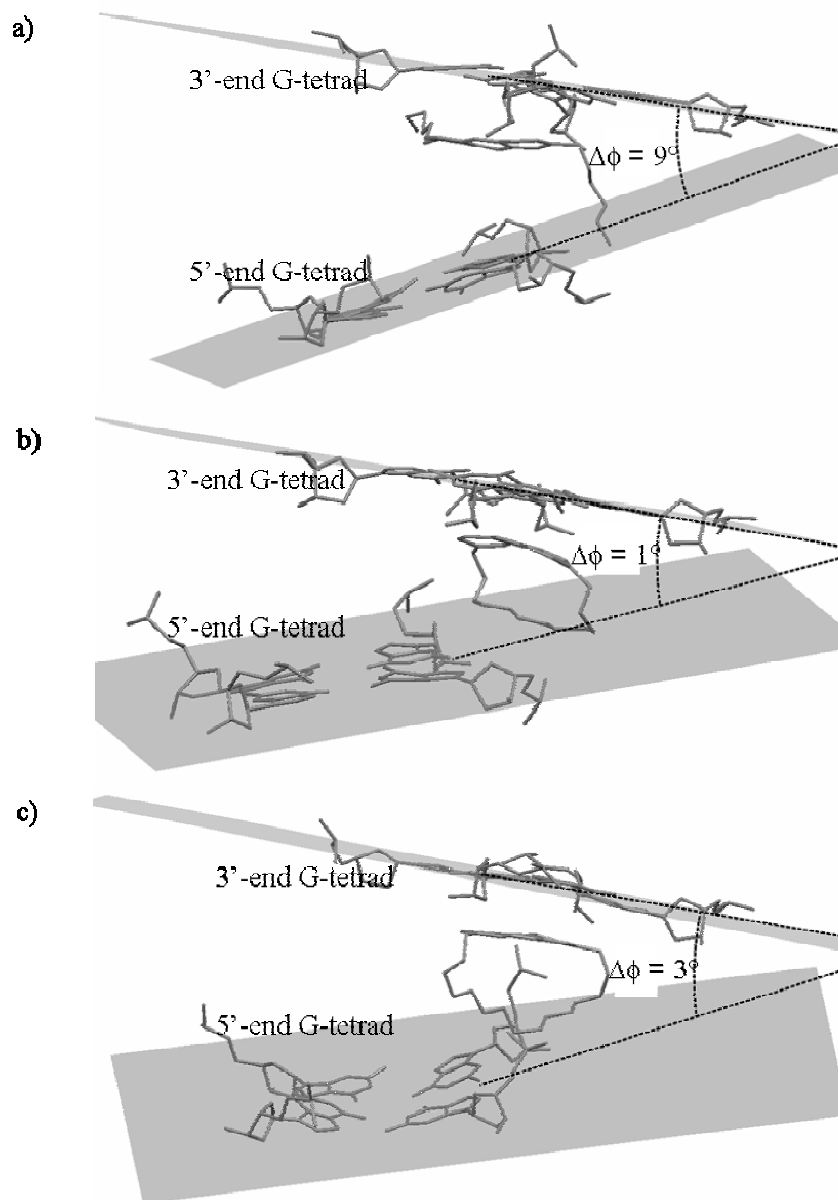 a)
3’-end G-tetrad
Δϕ = 9°
5’-end G-tetrad
b)
3’-end G-tetrad
Δϕ = 1°
5’-end G-tetrad
c)
3’-end G-tetrad
Δϕ = 3°
5’-end G-tetrad